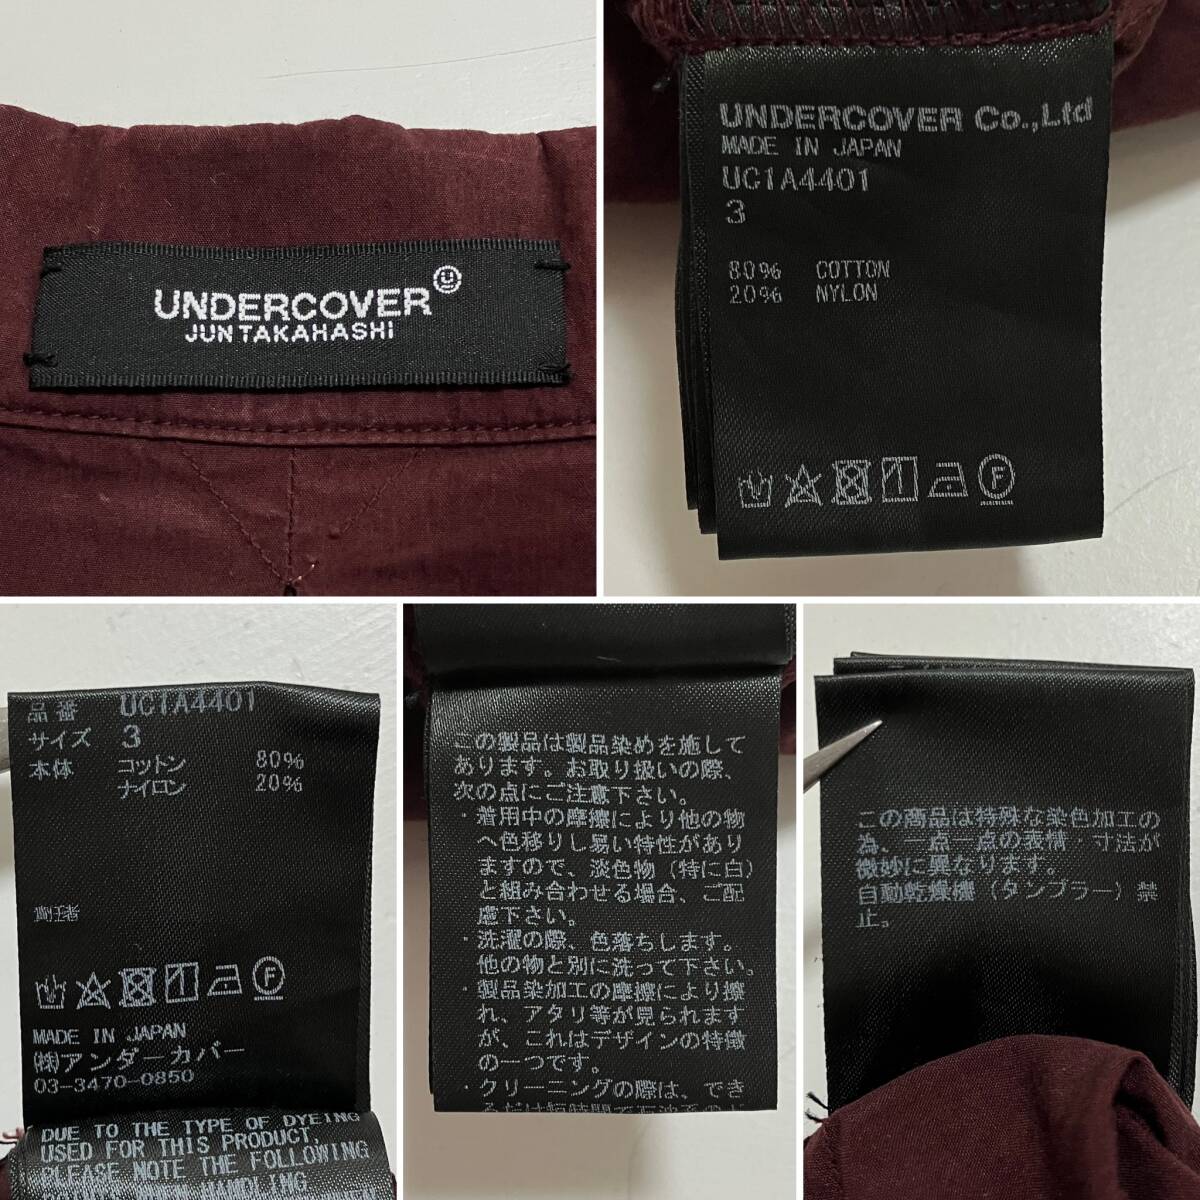 UNDERCOVER
JUN TAKAHASHI
UNDERCOVER Co.,Ltd
MADE IN JAPAN
UC1A4401
3
80% COTTON
20% NYLON
F
品番 UC1A4401
サイズ 3
本体 コットン 80%
ナイロン 20%
F
MADE IN JAPAN
㈱アンダーカバー
03-3470-0850
DUE TO THE TYPE OF DYEING
USED FOR THIS PRODUCT,
PLEASE NOTE THE FOLLOWING
この製品は製品染めを施して
あります。お取り扱いの際、
次の点にご注意下さい。
・着用中の摩擦により他の物
へ色移りし易い特性があり
ますので、淡色物(特に白)
と組み合わせる場合、ご配
慮下さい。
・洗濯の際、色落ちします。
他の物と別に洗って下さい。
・製品染加工の摩擦により擦
れ、アタリ等が見られます
が、これはデザインの特徴
の一つです。
・クリーニングの際は、でき
るだけ短時間で
この商品は特殊な染色加工の
為、一点一点の表情・寸法が
微妙に異なります。
自動乾燥機(タンブラー)禁
止。